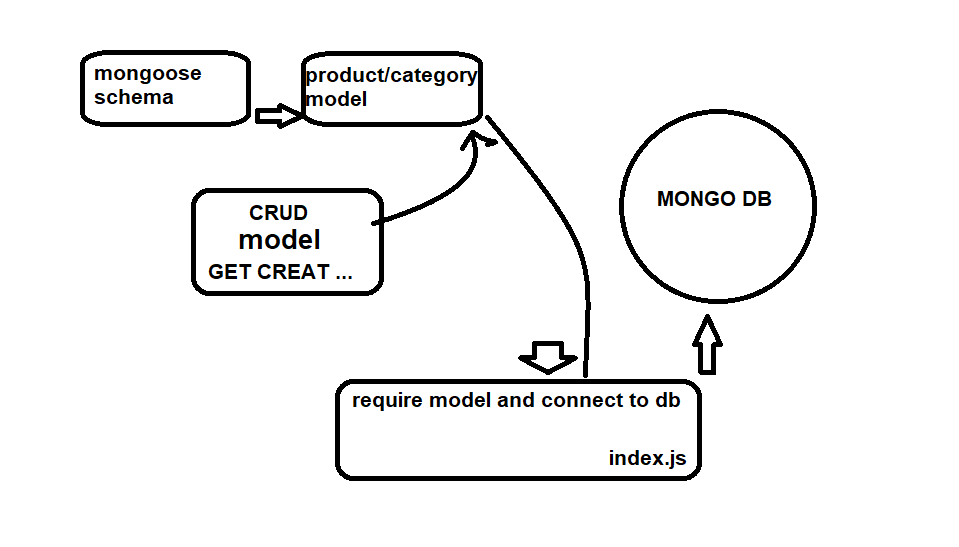 mongoose
schema
product/category
model
CRUD
model
GET CREAT ...
MONGO DB
require model and connect to db
index.js